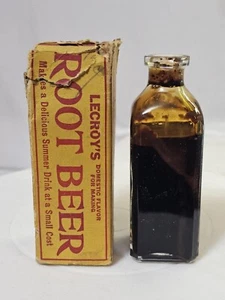 LECROY'S
DOMESTIC FLAVOR
FOR MAKING
ROOT BEER
Makes a Delicious Summer Drink at a Small Cost